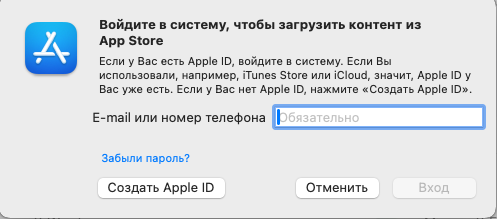 Войдите в систему, чтобы загрузить контент из
App Store
Если у Вас есть Apple ID, войдите в систему. Если Вы
использовали, например, iTunes Store или iCloud, значит, Apple ID у
Вас уже есть. Если у Вас нет Apple ID, нажмите «Создать Apple ID».
E-mail или номер телефона Обязательно
Забыли пароль?
Создать Apple ID Отменить Вход